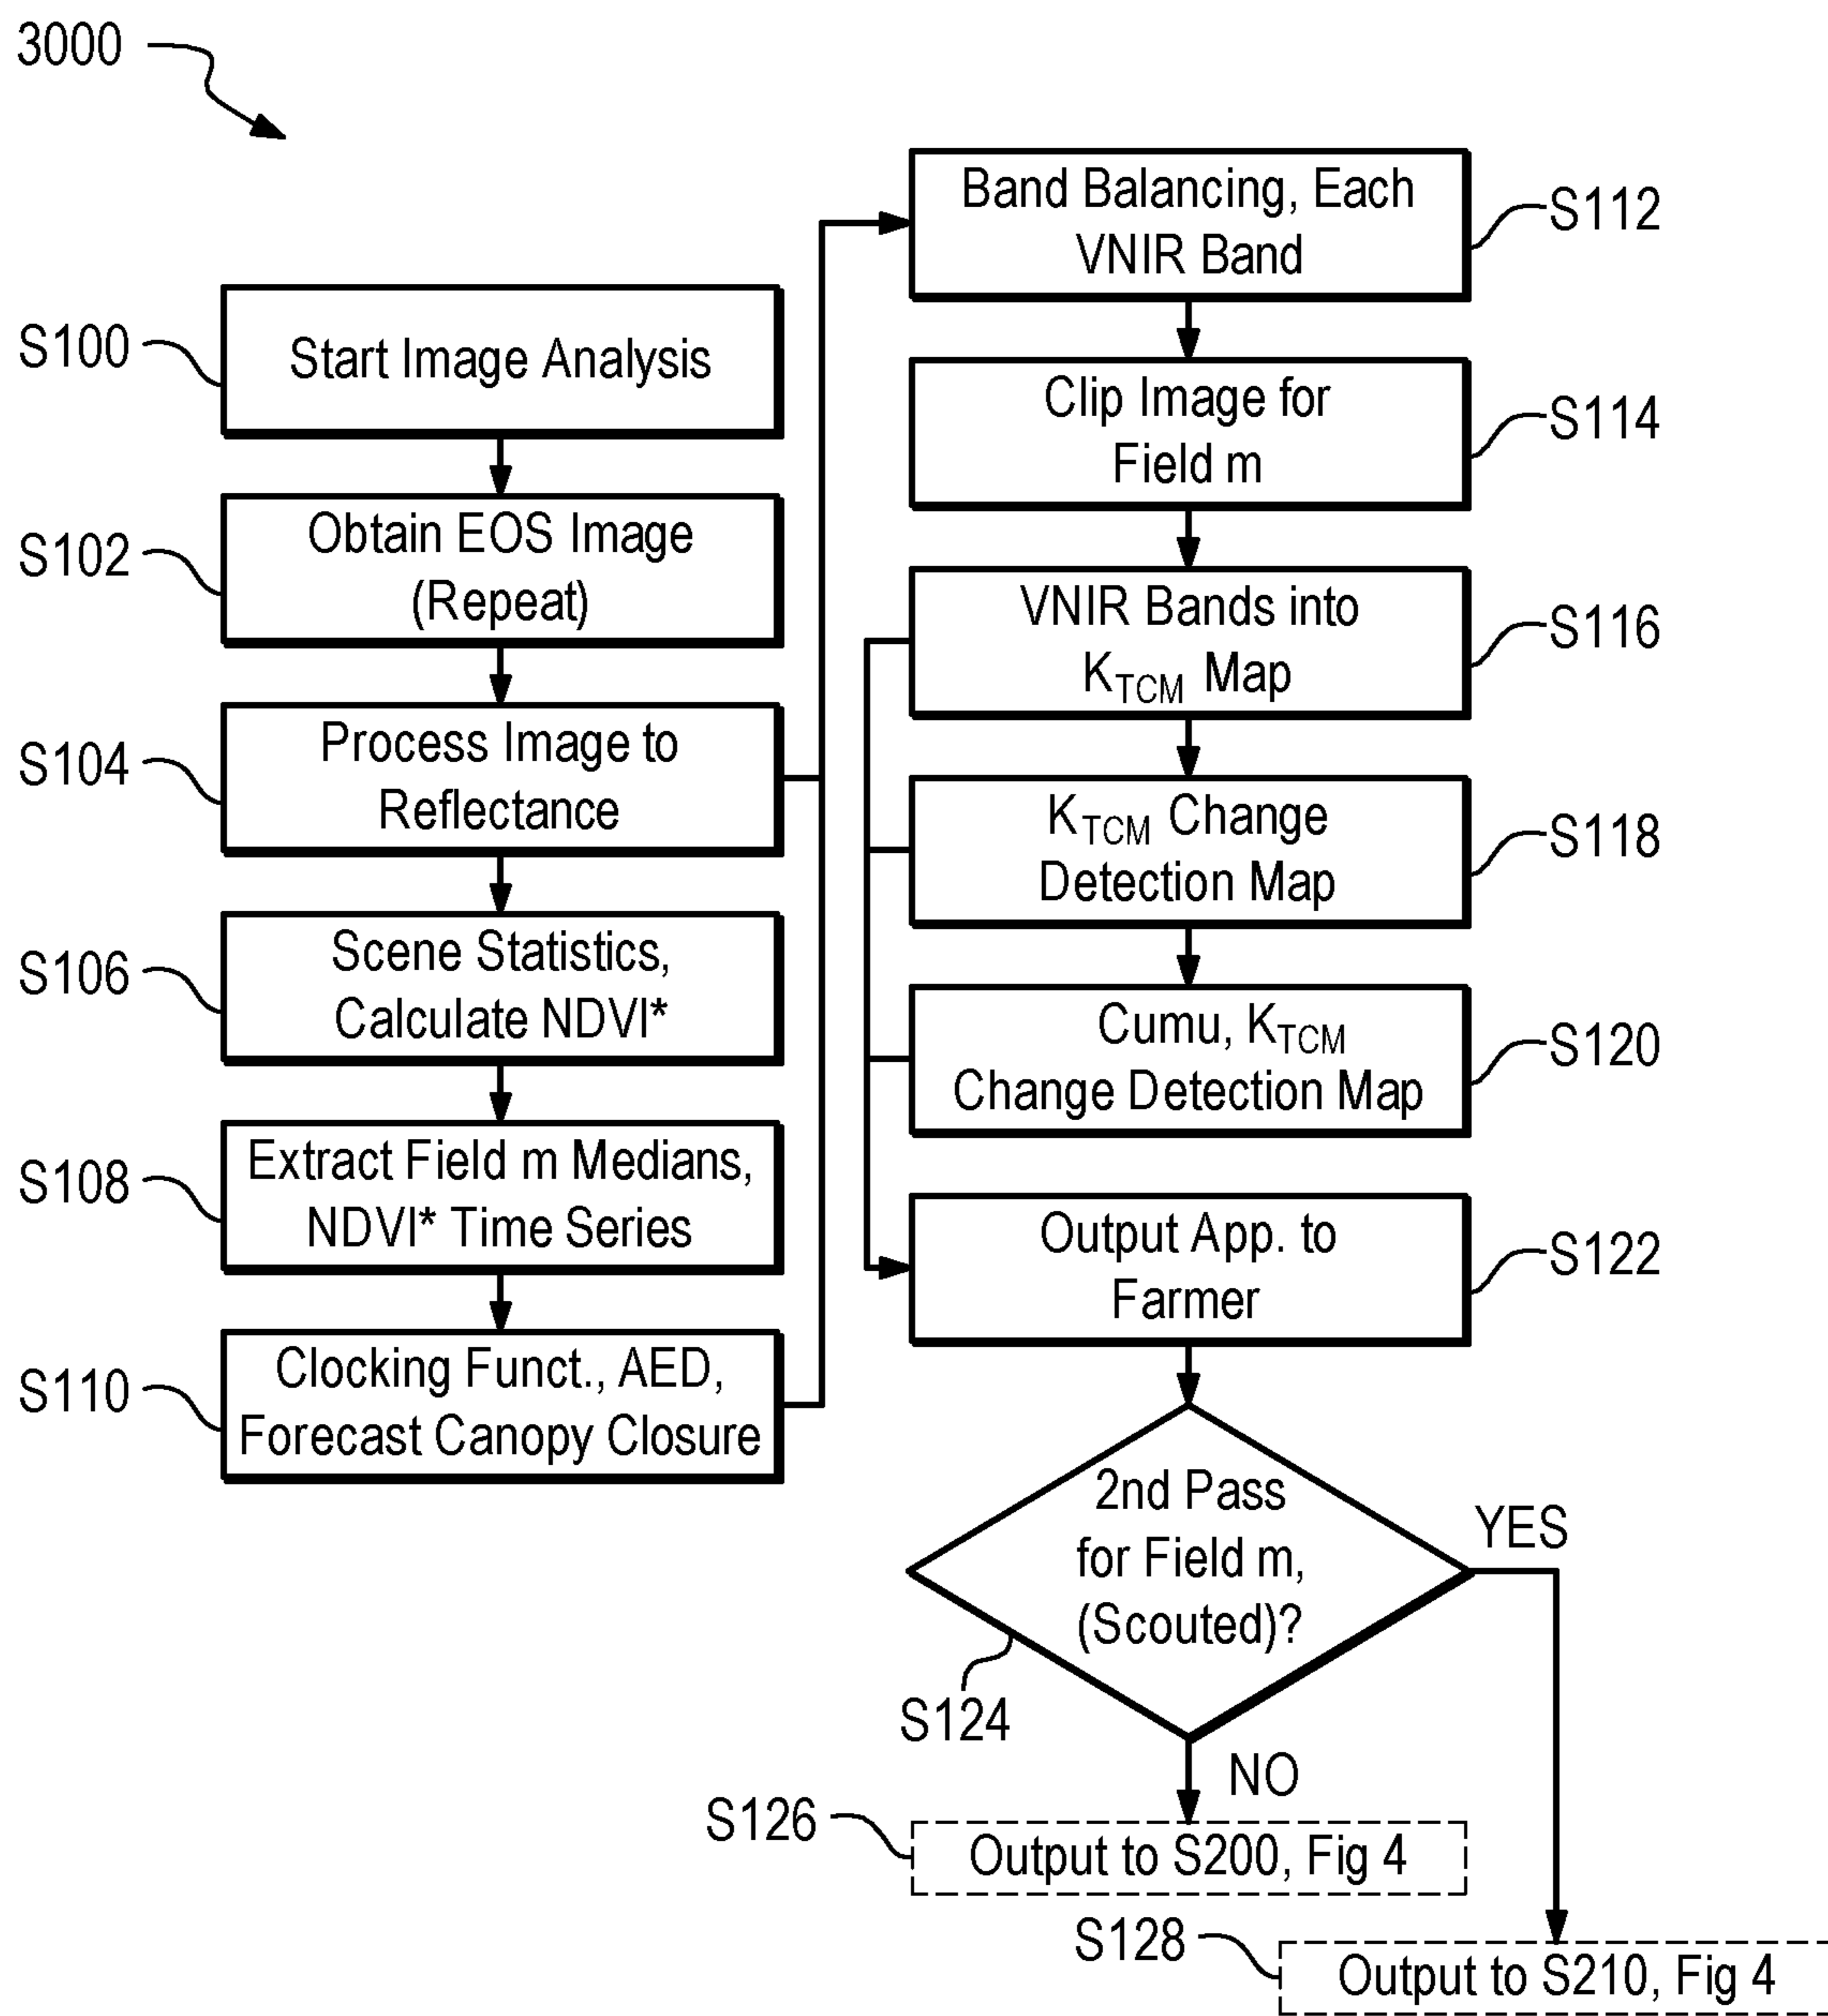 3000
S100
Start Image Analysis
S102
Obtain EOS Image
(Repeat)
S104
Process Image to
Reflectance
S106
Scene Statistics,
Calculate NDVI*
S108
Extract Field m Medians,
NDVI* Time Series
S110
Clocking Funct., AED,
Forecast Canopy Closure
Band Balancing, Each
VNIR Band
S112
Clip Image for
Field m
S114
VNIR Bands into
KTCM Map
S116
KTCM Change
Detection Map
S118
Cumu, KTCM
Change Detection Map
S120
Output App. to
Farmer
S122
2nd Pass
for Field m,
(Scouted)?
S124
YES
NO
S126
Output to S200, Fig 4
S128
Output to S210, Fig 4